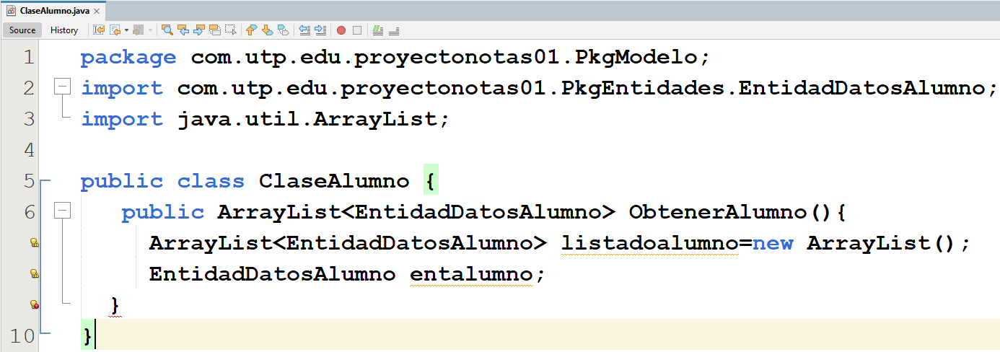 ClaseAlumno.java
Source History
1 package com.utp.edu.proyectonotas01.PkgModelo;
2 import com.utp.edu.proyectonotas01.PkgEntidades.EntidadDatosAlumno;
3 import java.util.ArrayList;
4
5 public class ClaseAlumno {
6 public ArrayList<EntidadDatosAlumno> ObtenerAlumno(){
ArrayList<EntidadDatosAlumno> listadoalumno=new ArrayList();
EntidadDatosAlumno entalumno;
}
10 }